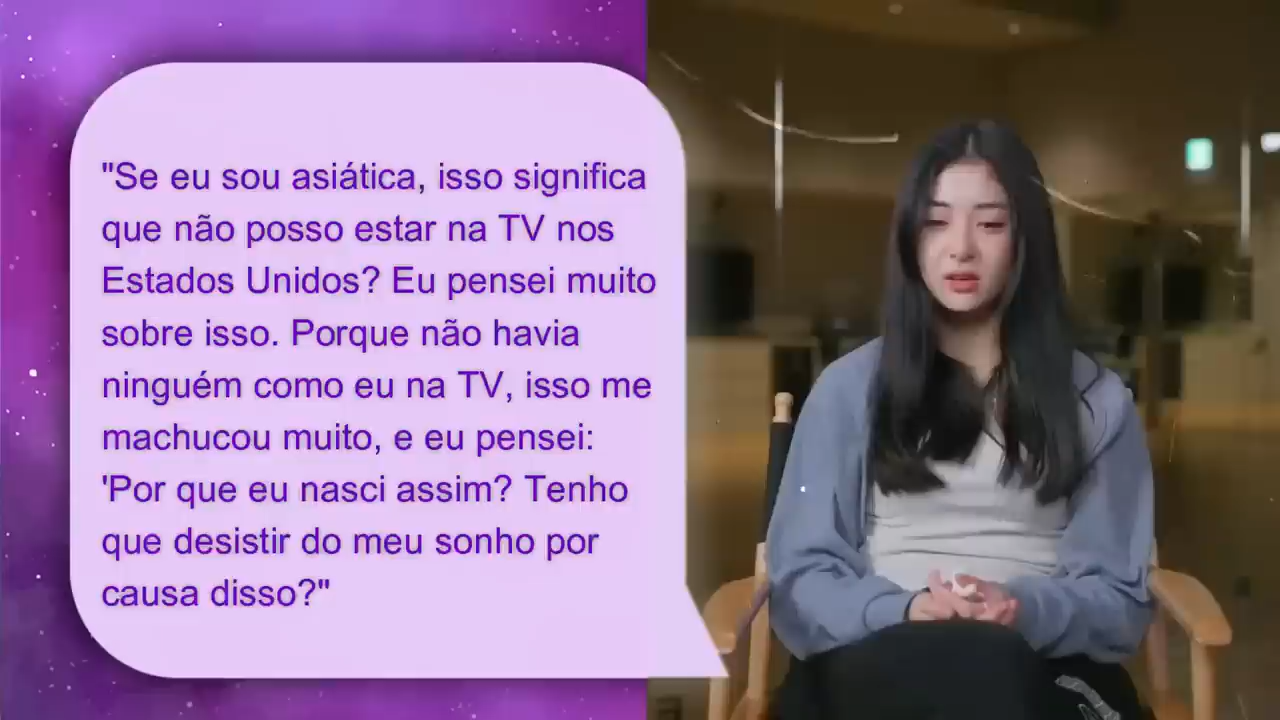 "Se eu sou asiática, isso significa
que não posso estar na TV nos
Estados Unidos? Eu pensei muito
sobre isso. Porque não havia
ninguém como eu na TV, isso me
machucou muito, e eu pensei:
'Por que eu nasci assim? Tenho
que desistir do meu sonho por
causa disso?"